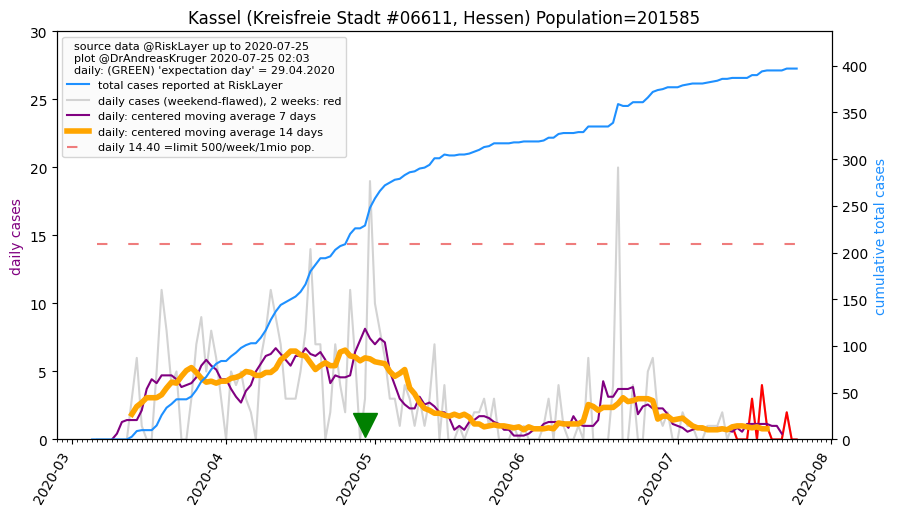 Kassel (Kreisfreie Stadt #06611, Hessen) Population=201585
source data @RiskLayer up to 2020-07-25
plot @DrAndreasKruger 2020-07-25 02:03
daily: (GREEN) 'expectation day' = 29.04.2020
total cases reported at RiskLayer
daily cases (weekend-flawed), 2 weeks: red
daily: centered moving average 7 days
daily: centered moving average 14 days
daily 14.40 =limit 500/week/1mio pop.
daily cases
30
25
20
15
10
5
0
cumulative total cases
400
350
300
250
200
150
100
50
0
2020-03
2020-04
2020-05
2020-06
2020-07
2020-08